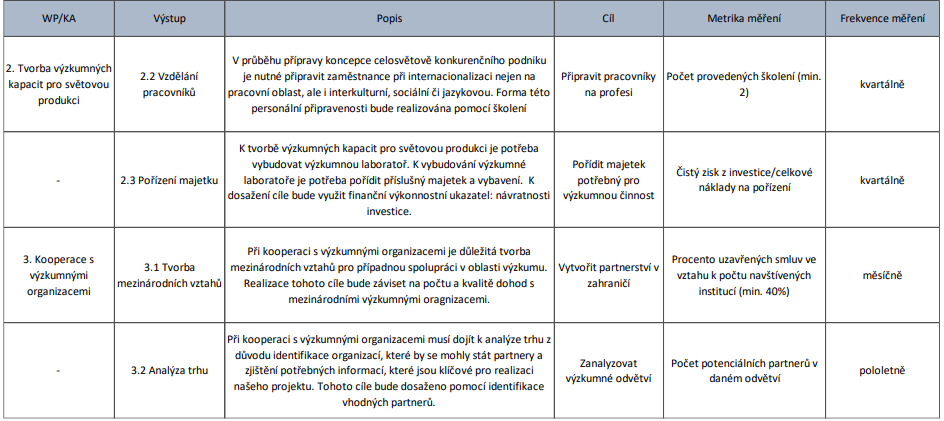 WP/KA
Výstup
Popis
Cíl
Metrika měření
Frekvence měření
2. Tvorba výzkumných
kapacit pro světovou
produkci
2.2 Vzdělání
pracovníků
V průběhu přípravy koncepce celosvětově konkurenčního podniku
je nutné připravit zaměstnance při internacionalizaci nejen na
pracovní oblast, ale i interkulturní, sociální či jazykovou. Forma této
personální připravenosti bude realizována pomocí školení
Připravit pracovníky
na profesi
Počet provedených školení (min.
2)
kvartálně
-
2.3 Pořízení majetku
K tvorbě výzkumných kapacit pro světovou produkci je potřeba
vybudovat výzkumnou laboratoř. K vybudování výzkumné
laboratoře je potřeba pořídit příslušný majetek a vybavení. K
dosažení cíle bude využit finanční výkonnostní ukazatel: návratnosti
investice.
Pořídit majetek
potřebný pro
výzkumnou činnost
Čistý zisk z investice/celkové
náklady na pořízení
kvartálně
3. Kooperace s
výzkumnými
organizacemi
3.1 Tvorba
mezinárodních vztahů
Při kooperaci s výzkumnými organizacemi je důležitá tvorba
mezinárodních vztahů pro případnou spolupráci v oblasti výzkumu.
Realizace tohoto cíle bude záviset na počtu a kvalitě dohod s
mezinárodními výzkumnými oragnizacemi.
Vytvořit partnerství v
zahraničí
Procento uzavřených smluv ve
vztahu k počtu navštívených
institucí (min. 40%)
měsíčně
-
3.2 Analýza trhu
Při kooperaci s výzkumnými organizacemi musí dojít k analýze trhu z
důvodu identifikace organizací, které by se mohly stát partnery a
zjištění potřebných informací, které jsou klíčové pro realizaci
našeho projektu. Tohoto cíle bude dosaženo pomocí identifikace
vhodných partnerů.
Zanalyzovat
výzkumné odvětví
Počet potenciálních partnerů v
daném odvětví
pololetně